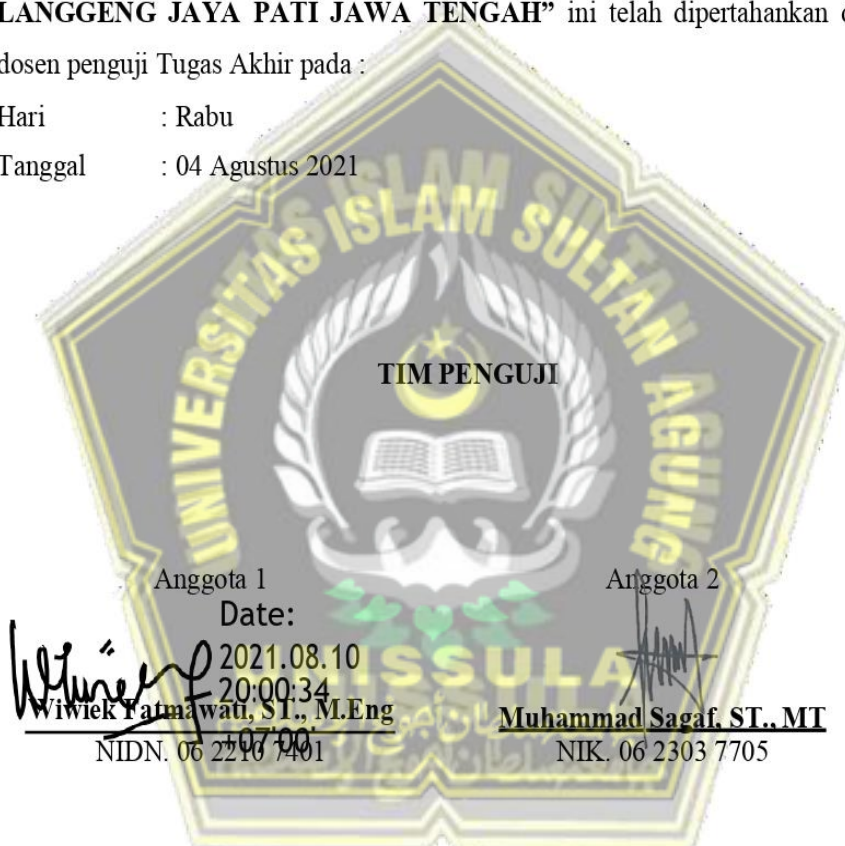 LANGGENG JAYA PATI JAWA TENGAH” ini telah dipertahankan
dosen penguji Tugas Akhir pada :
Hari : Rabu
Tanggal : 04 Agustus 2021
UNIVERSITAS ISLAM SULTAN AGUNG
TIM PENGUJI
Anggota 1
Date:
2021.08.10
20:00:34
+07'00'
Wiwiek Fatmawati, ST., M.Eng
NIDN. 06 2210 7401
Anggota 2
Muhammad Sagaf, ST., MT
NIK. 06 2303 7705
UNISSULA